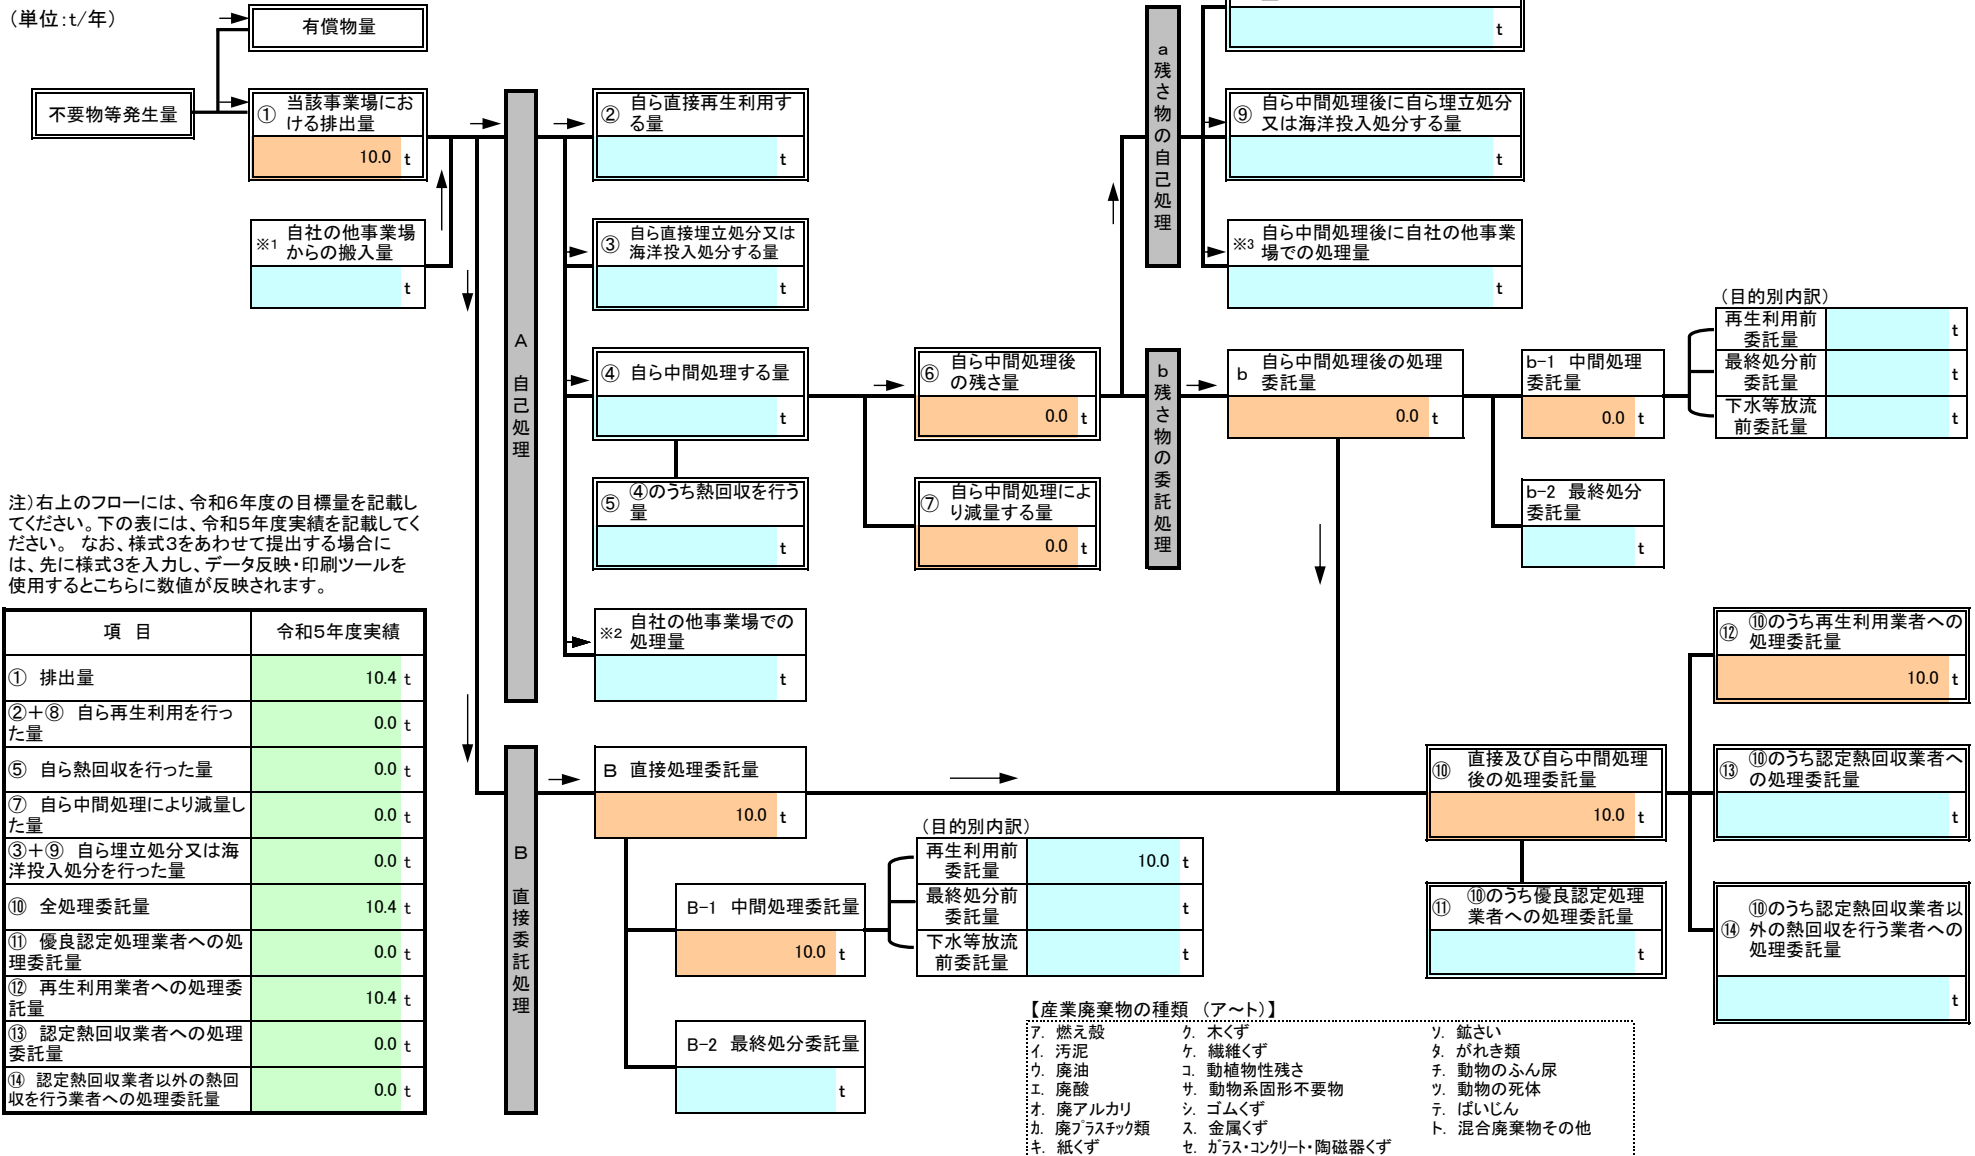 （単位:t/年）
有償物量
t
不要物等発生量
① 当該事業場にお
ける排出量
10.0 t
※1 自社の他事業場
からの搬入量
t
A 自己処理
② 自ら直接再生利用す
る量
t
③ 自ら直接埋立処分又は
海洋投入処分する量
t
④ 自ら中間処理する量
t
⑤ ④のうち熱回収を行う
量
t
※2 自社の他事業場での
処理量
t
⑥ 自ら中間処理後
の残さ量
0.0 t
⑦ 自ら中間処理によ
り減量する量
0.0 t
a 残さ物の自己処理
⑨ 自ら中間処理後に自ら埋立処分
又は海洋投入処分する量
t
※3 自ら中間処理後に自社の他事業
場での処理量
t
b 残さ物の委託処理
b 自ら中間処理後の処理
委託量
0.0 t
b-1 中間処理
委託量
0.0 t
b-2 最終処分
委託量
t
（目的別内訳）
再生利用前
委託量
t
最終処分前
委託量
t
下水等放流
前委託量
t
注）右上のフローには、令和6年度の目標量を記載し
てください。下の表には、令和5年度実績を記載してく
ださい。 なお、様式3をあわせて提出する場合に
は、先に様式3を入力し、データ反映・印刷ツールを
使用するとこちらに数値が反映されます。
項 目 令和5年度実績
① 排出量 10.4 t
②＋⑧ 自ら再生利用を行っ
た量 0.0 t
⑤ 自ら熱回収を行った量 0.0 t
⑦ 自ら中間処理により減量し
た量 0.0 t
③＋⑨ 自ら埋立処分又は海
洋投入処分を行った量 0.0 t
⑩ 全処理委託量 10.4 t
⑪ 優良認定処理業者への処
理委託量 0.0 t
⑫ 再生利用業者への処理委
託量 10.4 t
⑬ 認定熱回収業者への処理
委託量 0.0 t
⑭ 認定熱回収業者以外の熱回
収を行う業者への処理委託量 0.0 t
B 直接委託処理
B 直接処理委託量
10.0 t
B-1 中間処理委託量
10.0 t
B-2 最終処分委託量
t
（目的別内訳）
再生利用前
委託量
10.0 t
最終処分前
委託量
t
下水等放流
前委託量
t
⑩ 直接及び自ら中間処理
後の処理委託量
10.0 t
⑪ ⑩のうち優良認定処理
業者への処理委託量
t
⑫ ⑩のうち再生利用業者への
処理委託量
10.0 t
⑬ ⑩のうち認定熱回収業者へ
の処理委託量
t
⑭ ⑩のうち認定熱回収業者以
外の熱回収を行う業者への
処理委託量
t
【産業廃棄物の種類 （ア～ト）】
ア. 燃え殻
イ. 汚泥
ウ. 廃油
エ. 廃酸
オ. 廃アルカリ
カ. 廃プラスチック類
キ. 紙くず
ク. 木くず
ケ. 繊維くず
コ. 動植物性残さ
サ. 動物系固形不要物
シ. ゴムくず
ス. 金属くず
セ. ガラス・コンクリート・陶磁器くず
ソ. 鉱さい
タ. がれき類
チ. 動物のふん尿
ツ. 動物の死体
テ. ばいじん
ト. 混合廃棄物その他